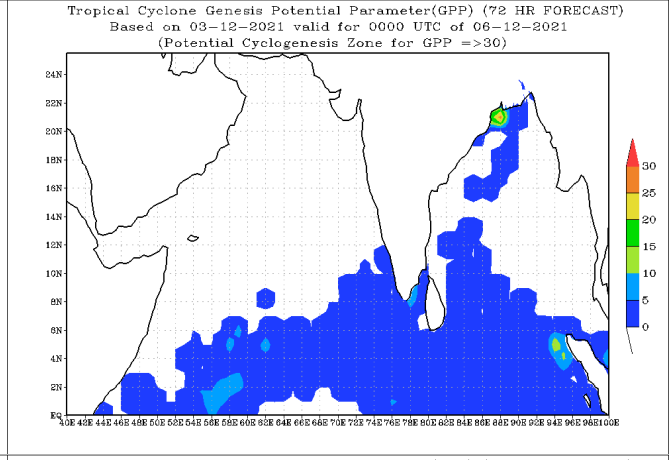 Tropical Cyclone Genesis Potential Parameter(GPP) (72 HR FORECAST)
Based on 03-12-2021 valid for 0000 UTC of 06-12-2021
(Potential Cyclogenesis Zone for GPP =>30)
24N
22N
20N
18N
16N
14N
12N
10N
8N
6N
4N
2N
EQ
40E 42E 44E 46E 48E 50E 52E 54E 56E 58E 60E 62E 64E 66E 68E 70E 72E 74E 76E 78E 80E 82E 84E 86E 88E 90E 92E 94E 96E 98E 100E
30
25
20
15
10
5
0